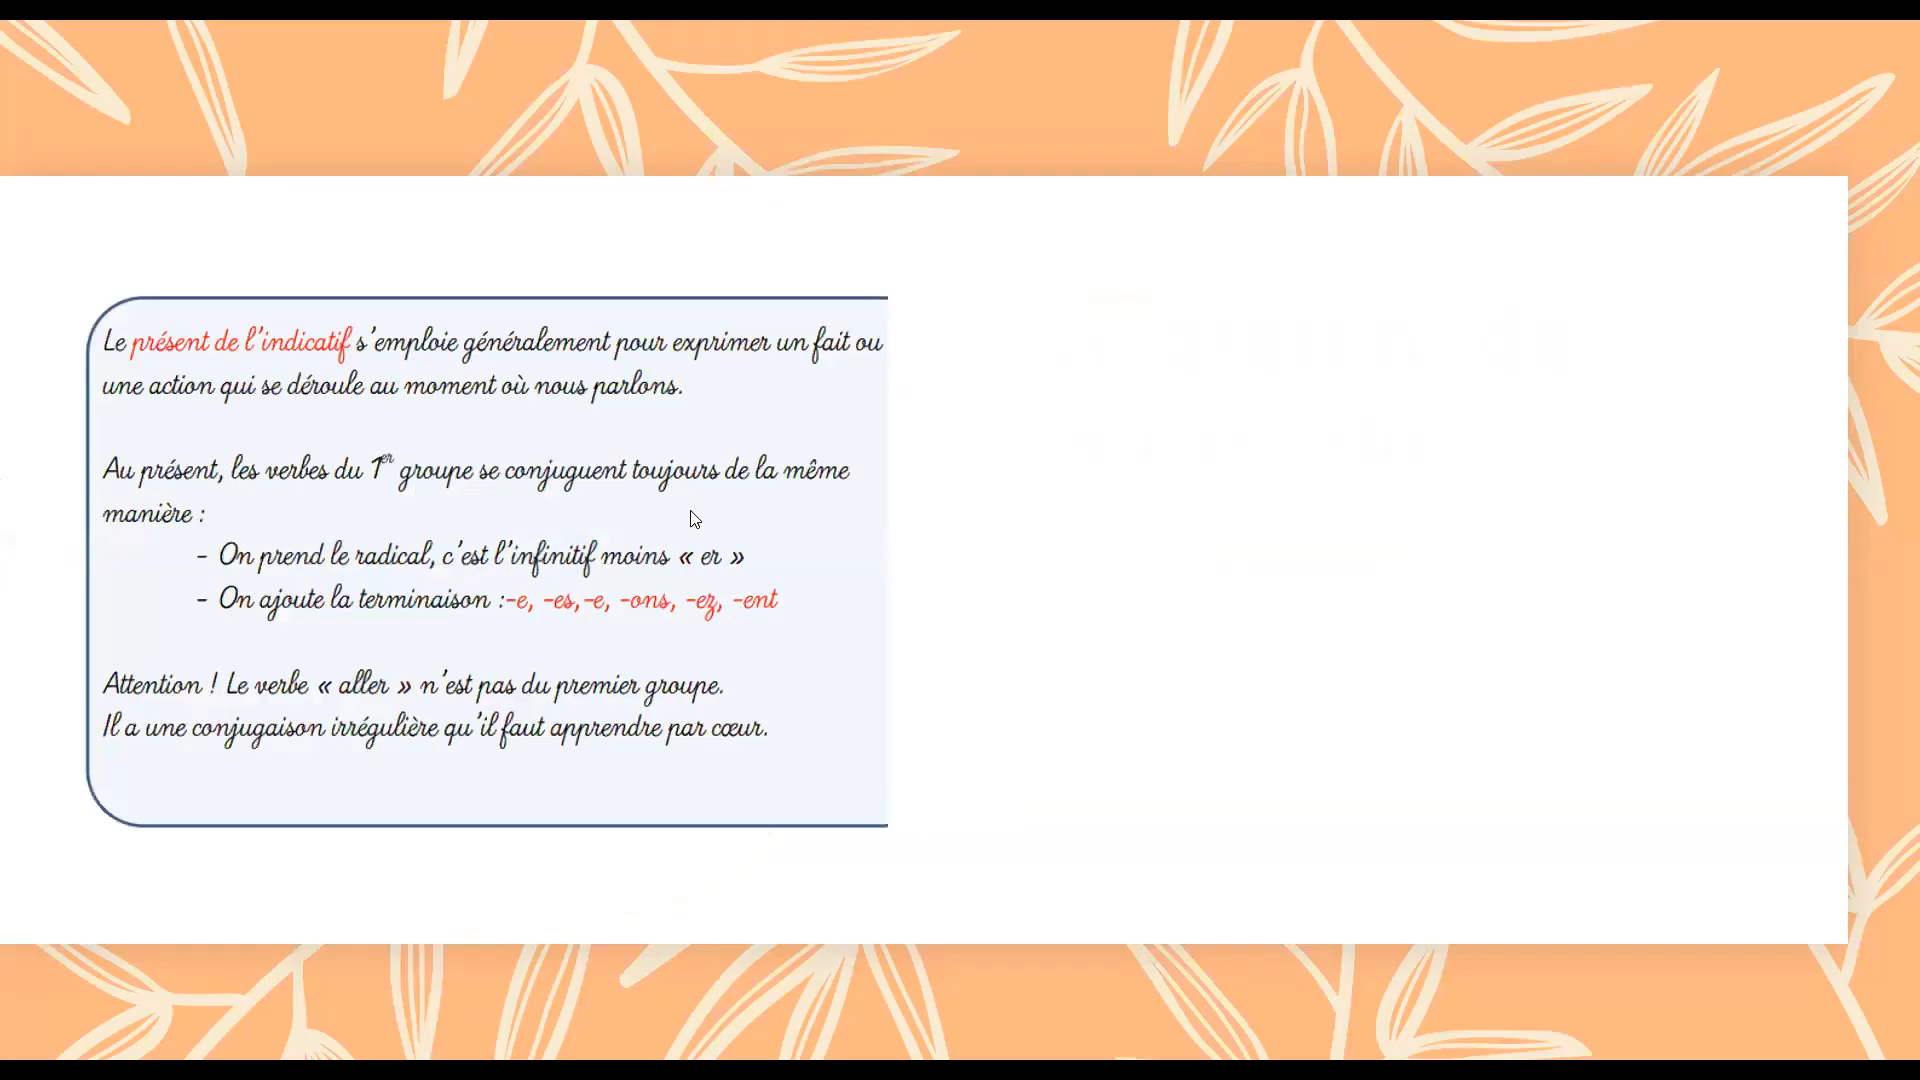 Le présent de l'indicatif s'emploie généralement pour exprimer un fait ou
une action qui se déroule au moment où nous parlons.
Au présent, les verbes du 1er groupe se conjuguent toujours de la même
manière :
- On prend le radical, c'est l'infinitif moins « er »
- On ajoute la terminaison :-e, -es,-e, -ons, -ez, -ent
Attention ! Le verbe « aller » n'est pas du premier groupe.
Il a une conjugaison irrégulière qu'il faut apprendre par cœur.